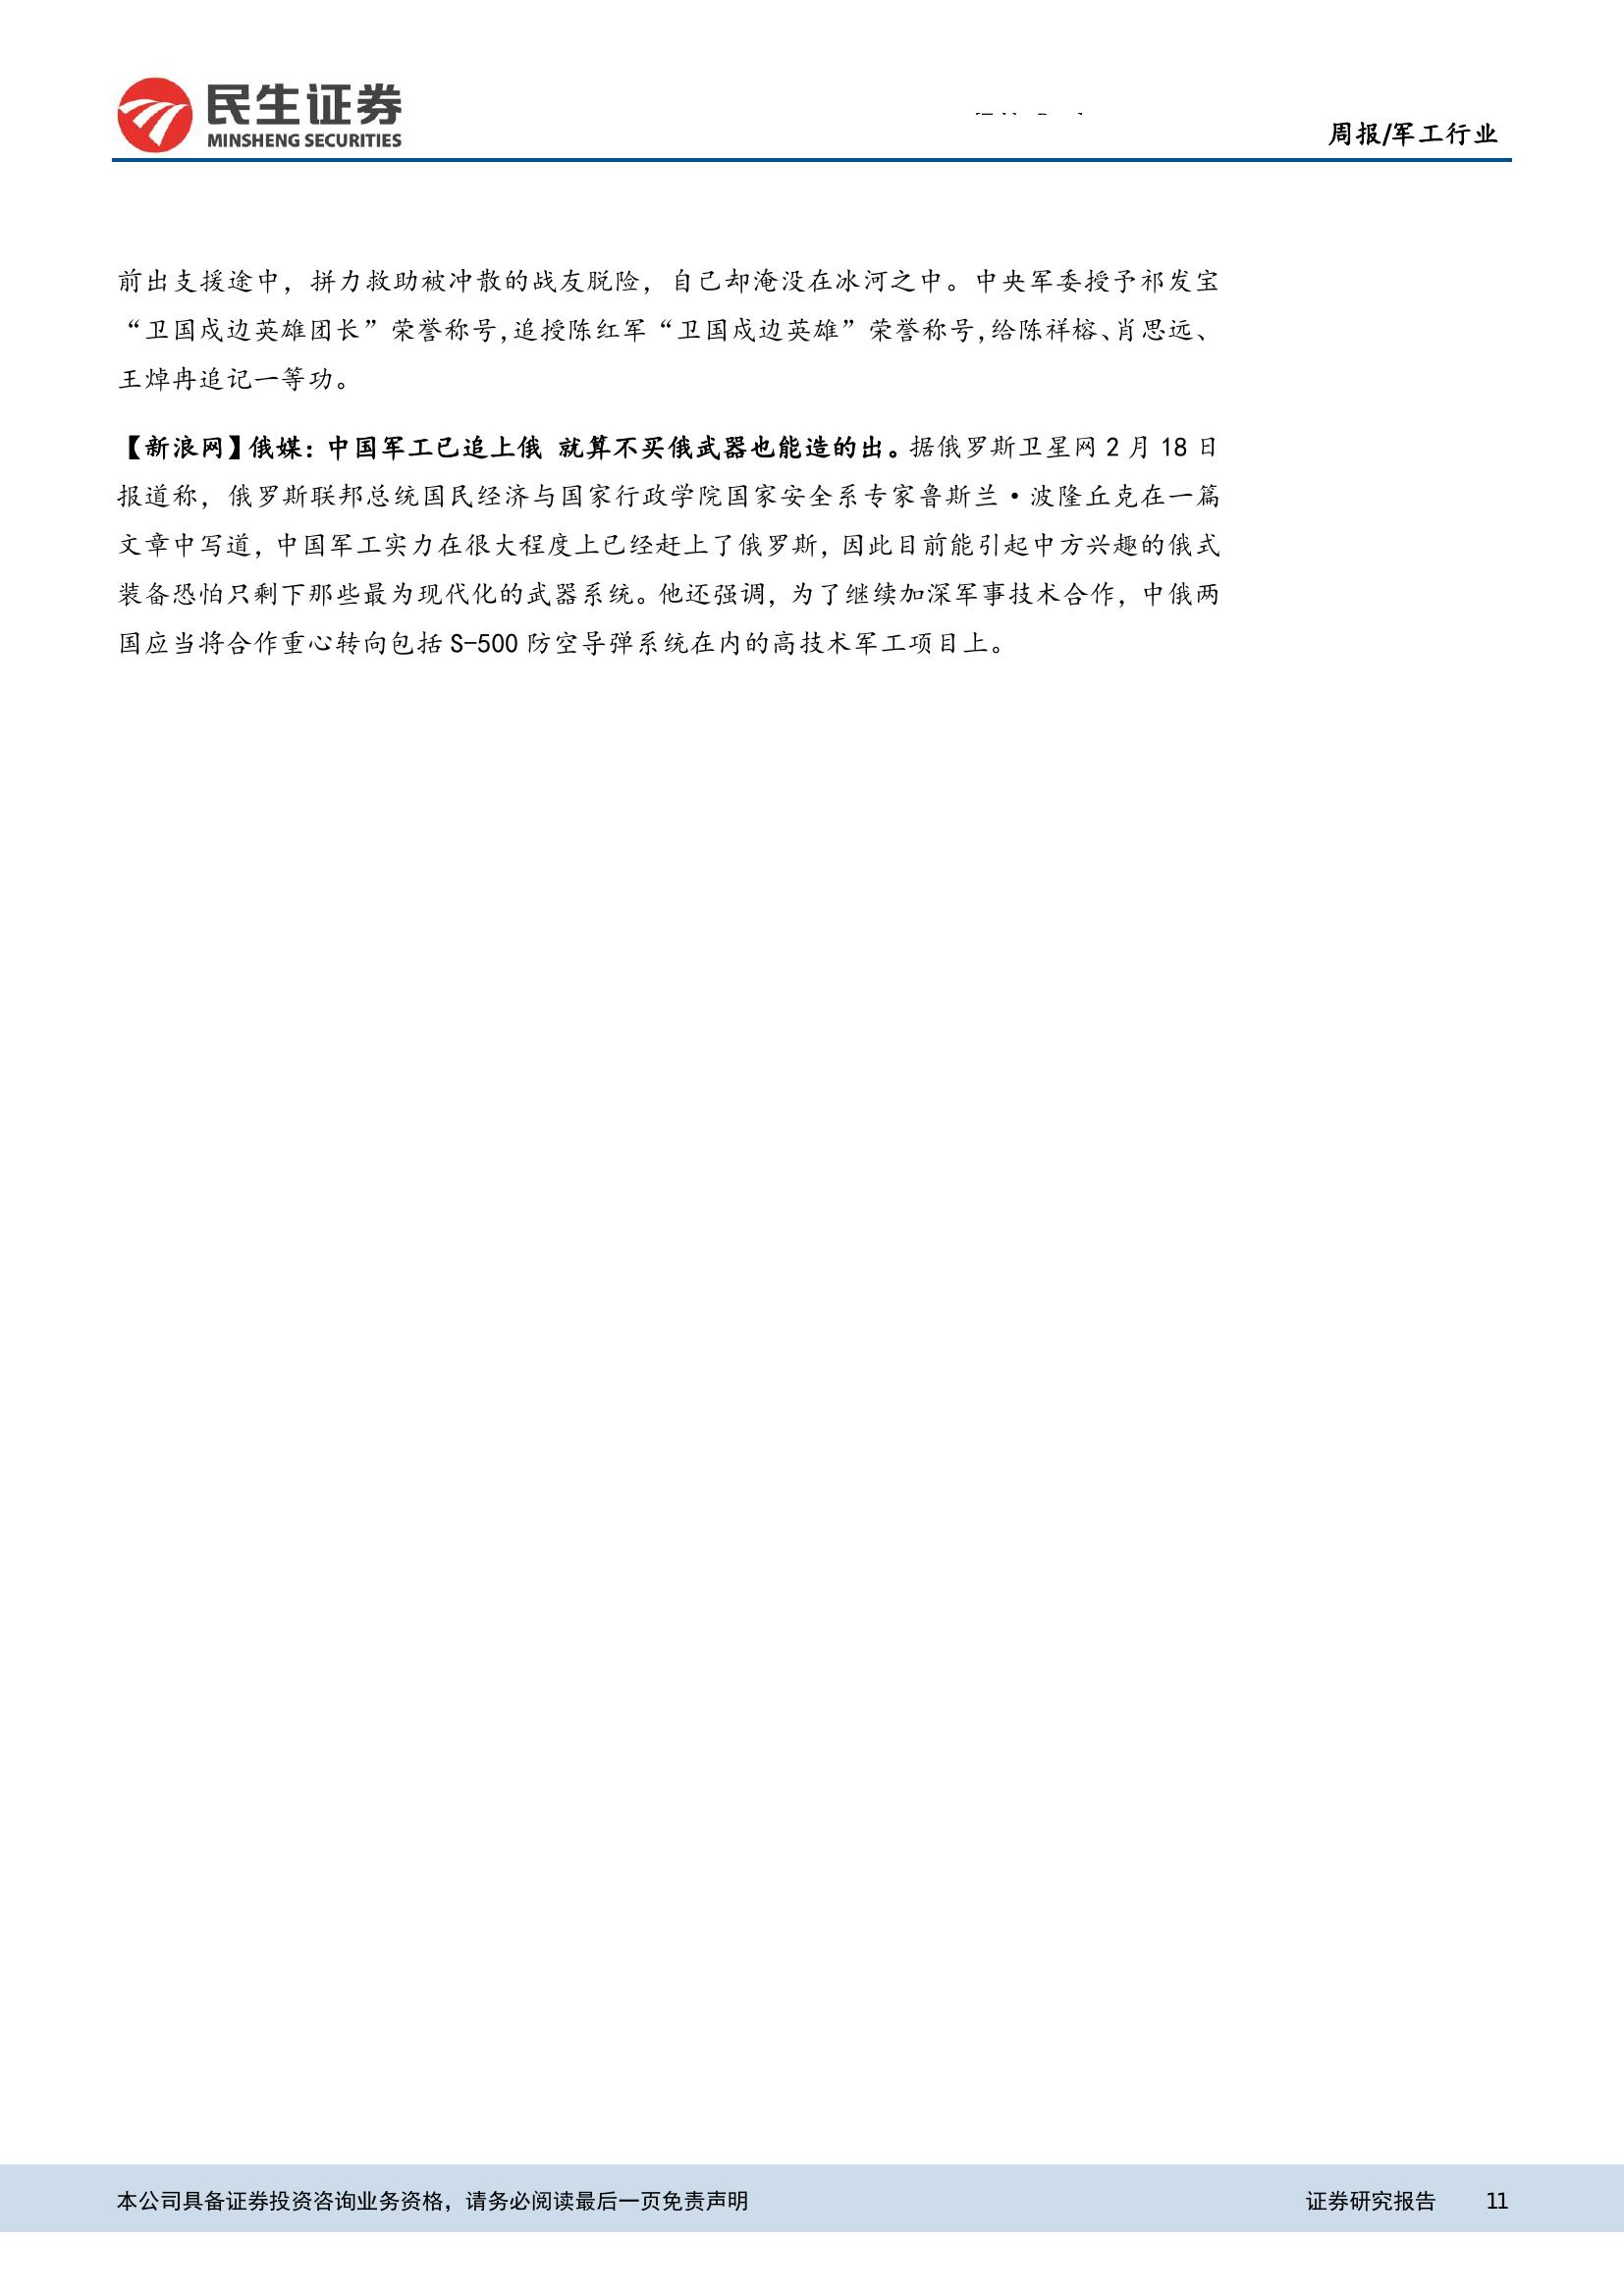 民生证券
MINSHENG SECURITIES
周报/军工行业
前出支援途中，拼力救助被冲散的战友脱险，自己却淹没在冰河之中。中央军委授予祁发宝
“卫国戍边英雄团长”荣誉称号,追授陈红军“卫国戍边英雄”荣誉称号,给陈祥榕、肖思远、
王焯冉追记一等功。
【新浪网】俄媒：中国军工已追上俄 就算不买俄武器也能造的出。据俄罗斯卫星网 2 月 18 日
报道称，俄罗斯联邦总统国民经济与国家行政学院国家安全系专家鲁斯兰·波隆丘克在一篇
文章中写道，中国军工实力在很大程度上已经赶上了俄罗斯，因此目前能引起中方兴趣的俄式
装备恐怕只剩下那些最为现代化的武器系统。他还强调，为了继续加深军事技术合作，中俄两
国应当将合作重心转向包括 S-500 防空导弹系统在内的高技术军工项目上。
本公司具备证券投资咨询业务资格，请务必阅读最后一页免责声明
证券研究报告 11